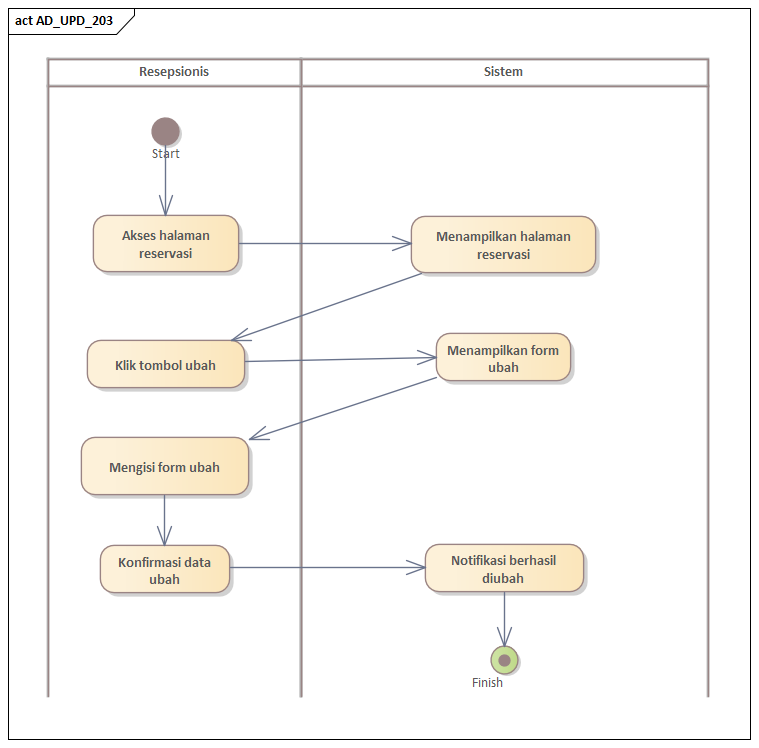 act AD_UPD_203
Resepsionis
Sistem
Start
Akses halaman
reservasi
Menampilkan halaman
reservasi
Klik tombol ubah
Menampilkan form
ubah
Mengisi form ubah
Konfirmasi data
ubah
Notifikasi berhasil
diubah
Finish